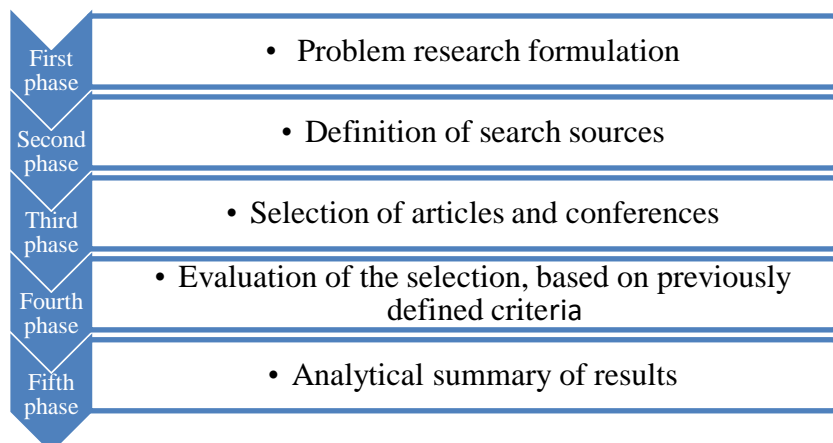 First
phase
• Problem research formulation
Second
phase
• Definition of search sources
Third
phase
• Selection of articles and conferences
Fourth
phase
• Evaluation of the selection, based on previously
defined criteria
Fifth
phase
• Analytical summary of results